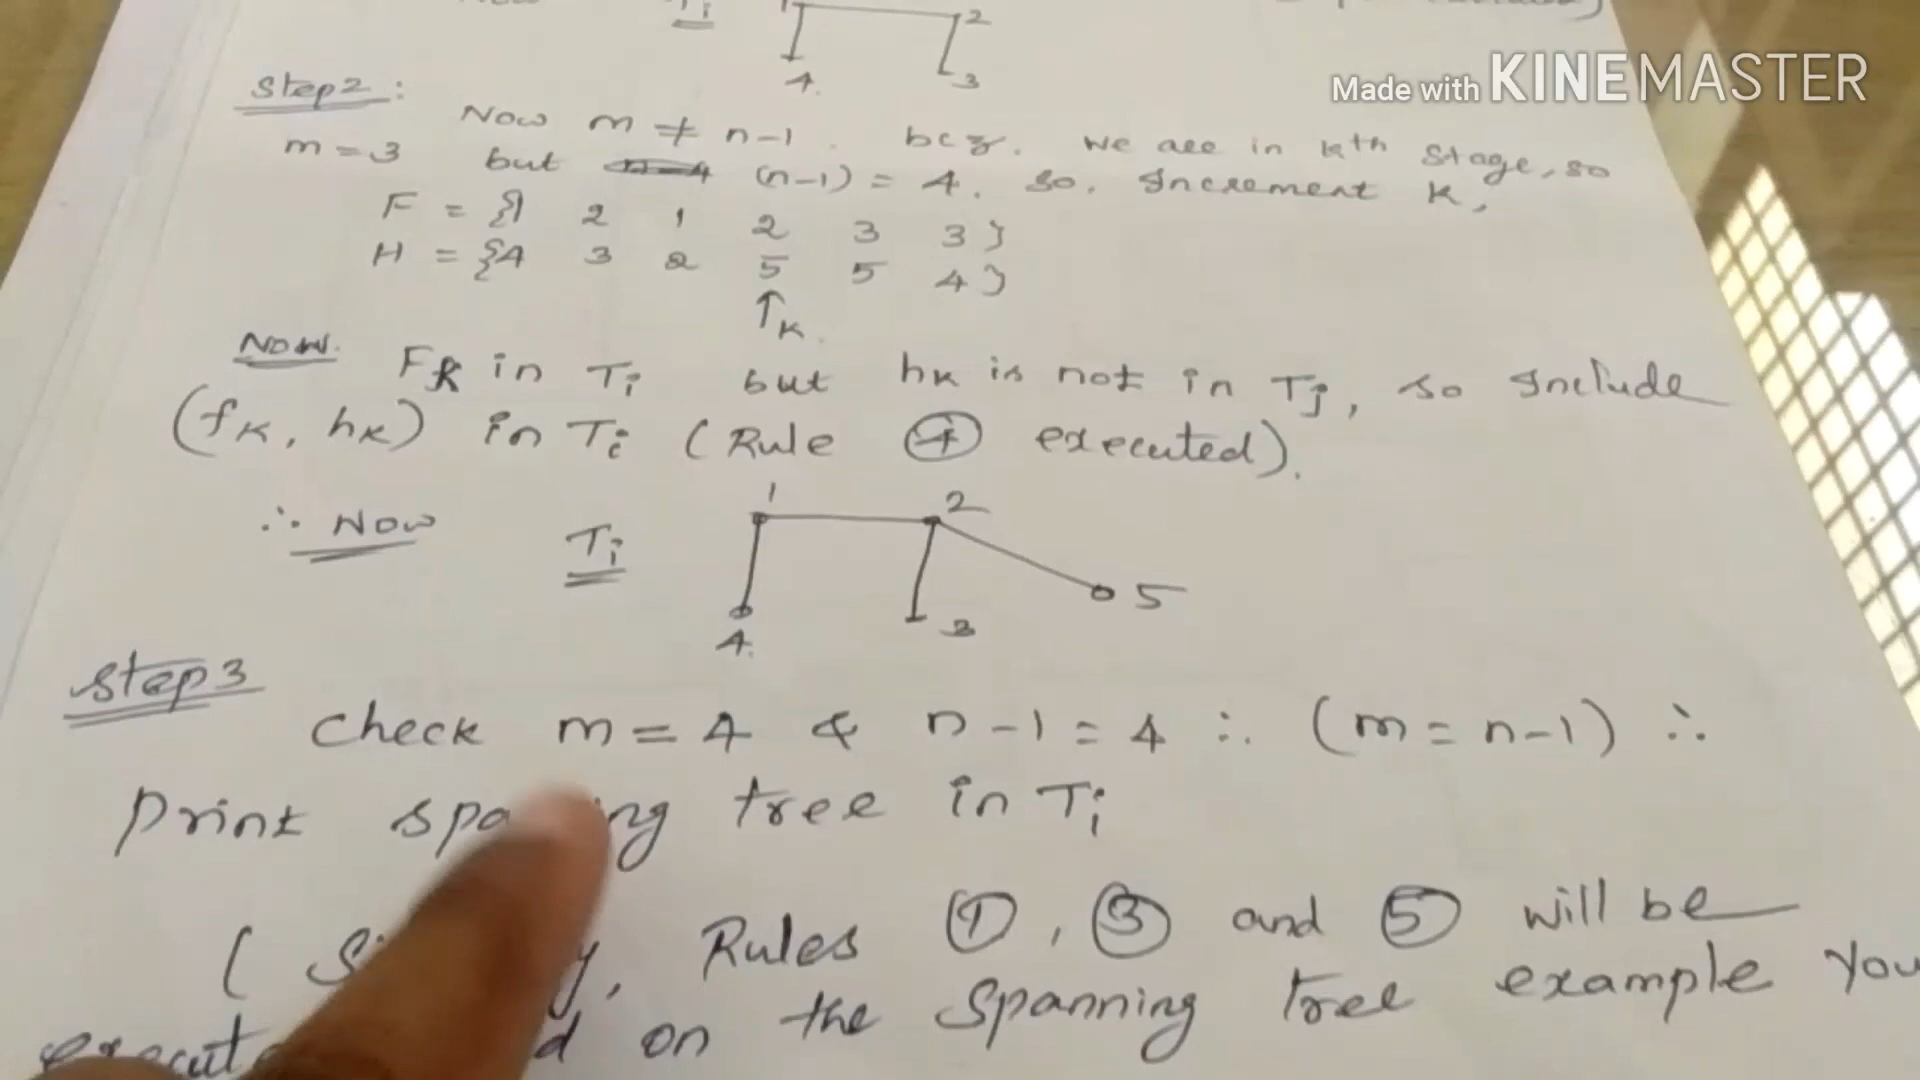 Ti 1 2
4. 3
Made with KINEMASTER
Step2:
Now m ≠ n-1. bcz. we are in kth stage, so
m = 3 but (n-1) = 4. so. Increment k,
F = {1 2 1 2 3 3}
H = {4 3 2 5 5 4}
↑k.
Now. Fk in Ti but hk is not in Tj, so Include
(fk, hk) in Ti (Rule ④ executed).
1 2
∴ Now Ti 5
4. 3
Step3
Check m = 4 & n-1 = 4 ∴ (m = n-1) ∴
print tree in Ti
( Rules ①, ③ and ⑤ will be
on the Spanning tree example You